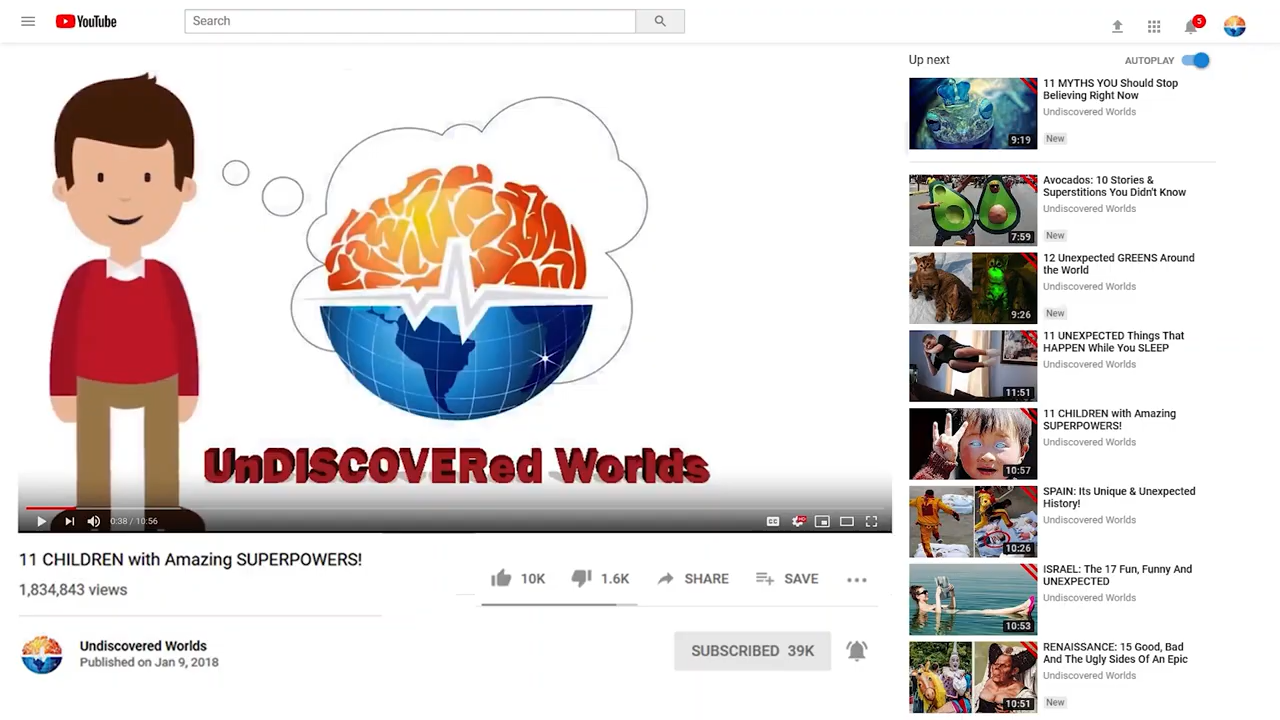 YouTube
Search
5
UnDISCOVERed Worlds
0:38 / 10:56
CC
HD
11 CHILDREN with Amazing SUPERPOWERS!
1,834,843 views
10K
1.6K
SHARE
SAVE
Undiscovered Worlds
Published on Jan 9, 2018
SUBSCRIBED 39K
Up next
AUTOPLAY
11 MYTHS YOU Should Stop
Believing Right Now
Undiscovered Worlds
New
9:19
Avocados: 10 Stories &
Superstitions You Didn't Know
Undiscovered Worlds
New
7:59
12 Unexpected GREENS Around
the World
Undiscovered Worlds
New
9:26
11 UNEXPECTED Things That
HAPPEN While You SLEEP
Undiscovered Worlds
11:51
11 CHILDREN with Amazing
SUPERPOWERS!
Undiscovered Worlds
10:57
SPAIN: Its Unique & Unexpected
History!
Undiscovered Worlds
10:26
ISRAEL: The 17 Fun, Funny And
UNEXPECTED
Undiscovered Worlds
10:53
RENAISSANCE: 15 Good, Bad
And The Ugly Sides Of An Epic
Undiscovered Worlds
New
10:51